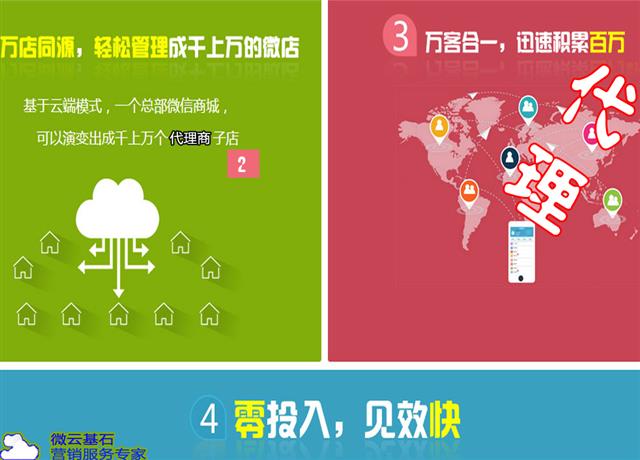 万店同源，轻松管理成千上万的微店
基于云端模式，一个总部微信商城，
可以演变出成千上万个代理商子店
2
3 万客合一，迅速积累百万
代理
4 零投入，见效快
微云基石
营销服务专家